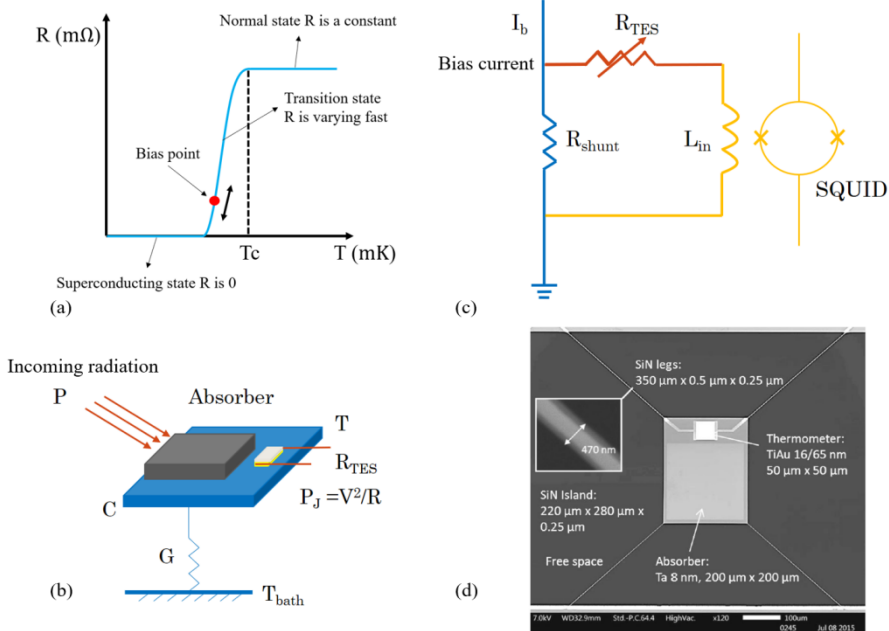 (a)
R (mΩ)
Normal state R is a constant
Transition state
R is varying fast
Bias point
Tc
T (mK)
Superconducting state R is 0
(c)
I_b
R_TES
Bias current
R_shunt
L_in
SQUID
(b)
Incoming radiation
P
Absorber
T
R_TES
P_J =V²/R
C
G
T_bath
(d)
SiN legs:
350 µm x 0.5 µm x 0.25 µm
470 nm
Thermometer:
TiAu 16/65 nm
50 µm x 50 µm
SiN Island:
220 µm x 280 µm x
0.25 µm
Free space
Absorber:
Ta 8 nm, 200 µm x 200 µm
7.0kV WD32.9mm Std.-P.C.64.4 HighVac. x120 100µm
0245 Jul 08 2015